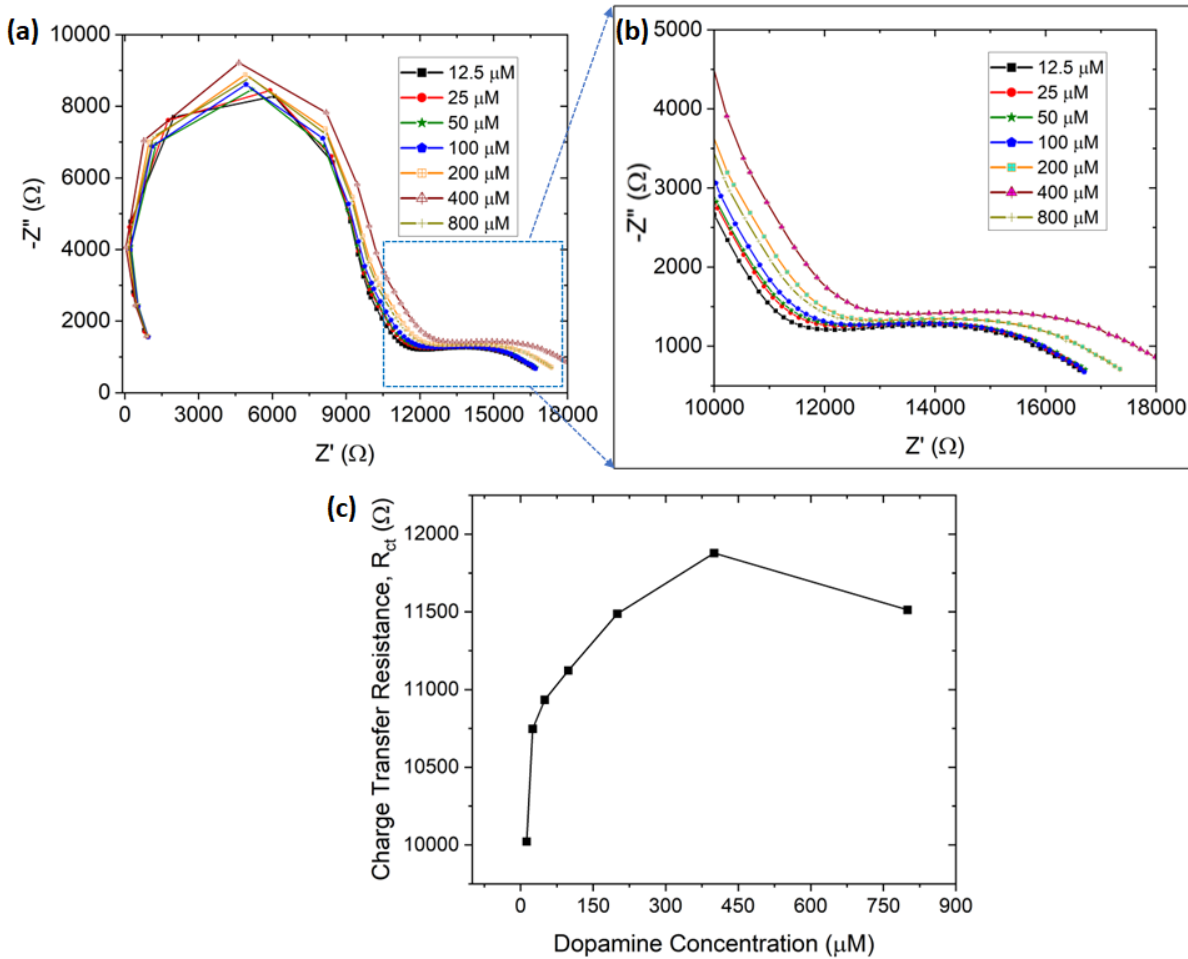 (a)
10000
8000
6000
4000
2000
0
-Z" (Ω)
0 3000 6000 9000 12000 15000 18000
Z' (Ω)
12.5 μM
25 μM
50 μM
100 μM
200 μM
400 μM
800 μM
(b)
5000
4000
3000
2000
1000
-Z" (Ω)
10000 12000 14000 16000 18000
Z' (Ω)
12.5 μM
25 μM
50 μM
100 μM
200 μM
400 μM
800 μM
(c)
12000
11500
11000
10500
10000
Charge Transfer Resistance, Rct (Ω)
0 150 300 450 600 750 900
Dopamine Concentration (μM)